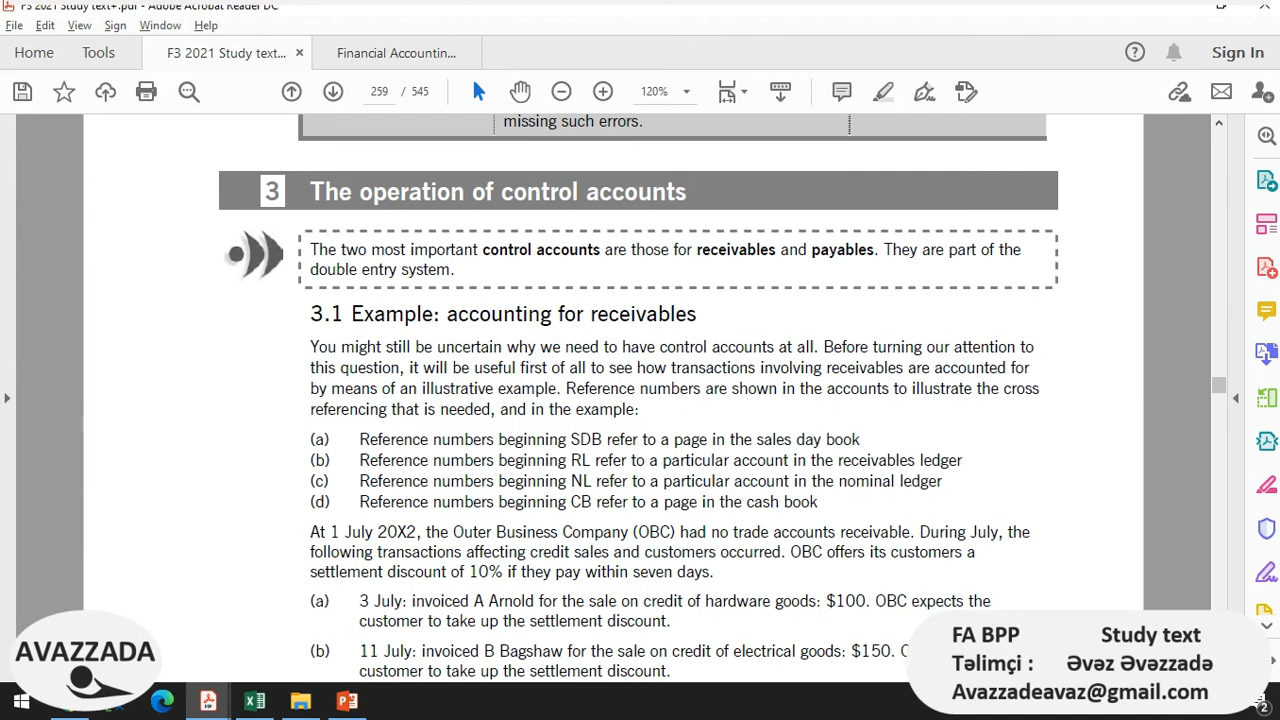 F3 2021 Study text+.pdf - Adobe Acrobat Reader DC
File Edit View Sign Window Help
Home Tools F3 2021 Study text... × Financial Accountin... Sign In
259 / 545 120%
missing such errors.
3 The operation of control accounts
The two most important control accounts are those for receivables and payables. They are part of the
double entry system.
3.1 Example: accounting for receivables
You might still be uncertain why we need to have control accounts at all. Before turning our attention to
this question, it will be useful first of all to see how transactions involving receivables are accounted for
by means of an illustrative example. Reference numbers are shown in the accounts to illustrate the cross
referencing that is needed, and in the example:
(a) Reference numbers beginning SDB refer to a page in the sales day book
(b) Reference numbers beginning RL refer to a particular account in the receivables ledger
(c) Reference numbers beginning NL refer to a particular account in the nominal ledger
(d) Reference numbers beginning CB refer to a page in the cash book
At 1 July 20X2, the Outer Business Company (OBC) had no trade accounts receivable. During July, the
following transactions affecting credit sales and customers occurred. OBC offers its customers a
settlement discount of 10% if they pay within seven days.
(a) 3 July: invoiced A Arnold for the sale on credit of hardware goods: $100. OBC expects the
customer to take up the settlement discount.
(b) 11 July: invoiced B Bagshaw for the sale on credit of electrical goods: $150.
customer to take up the settlement discount.
AVAZZADA
FA BPP Study text
Təlimçi : Əvəz Əvəzzadə
Avazzadeavaz@gmail.com
2